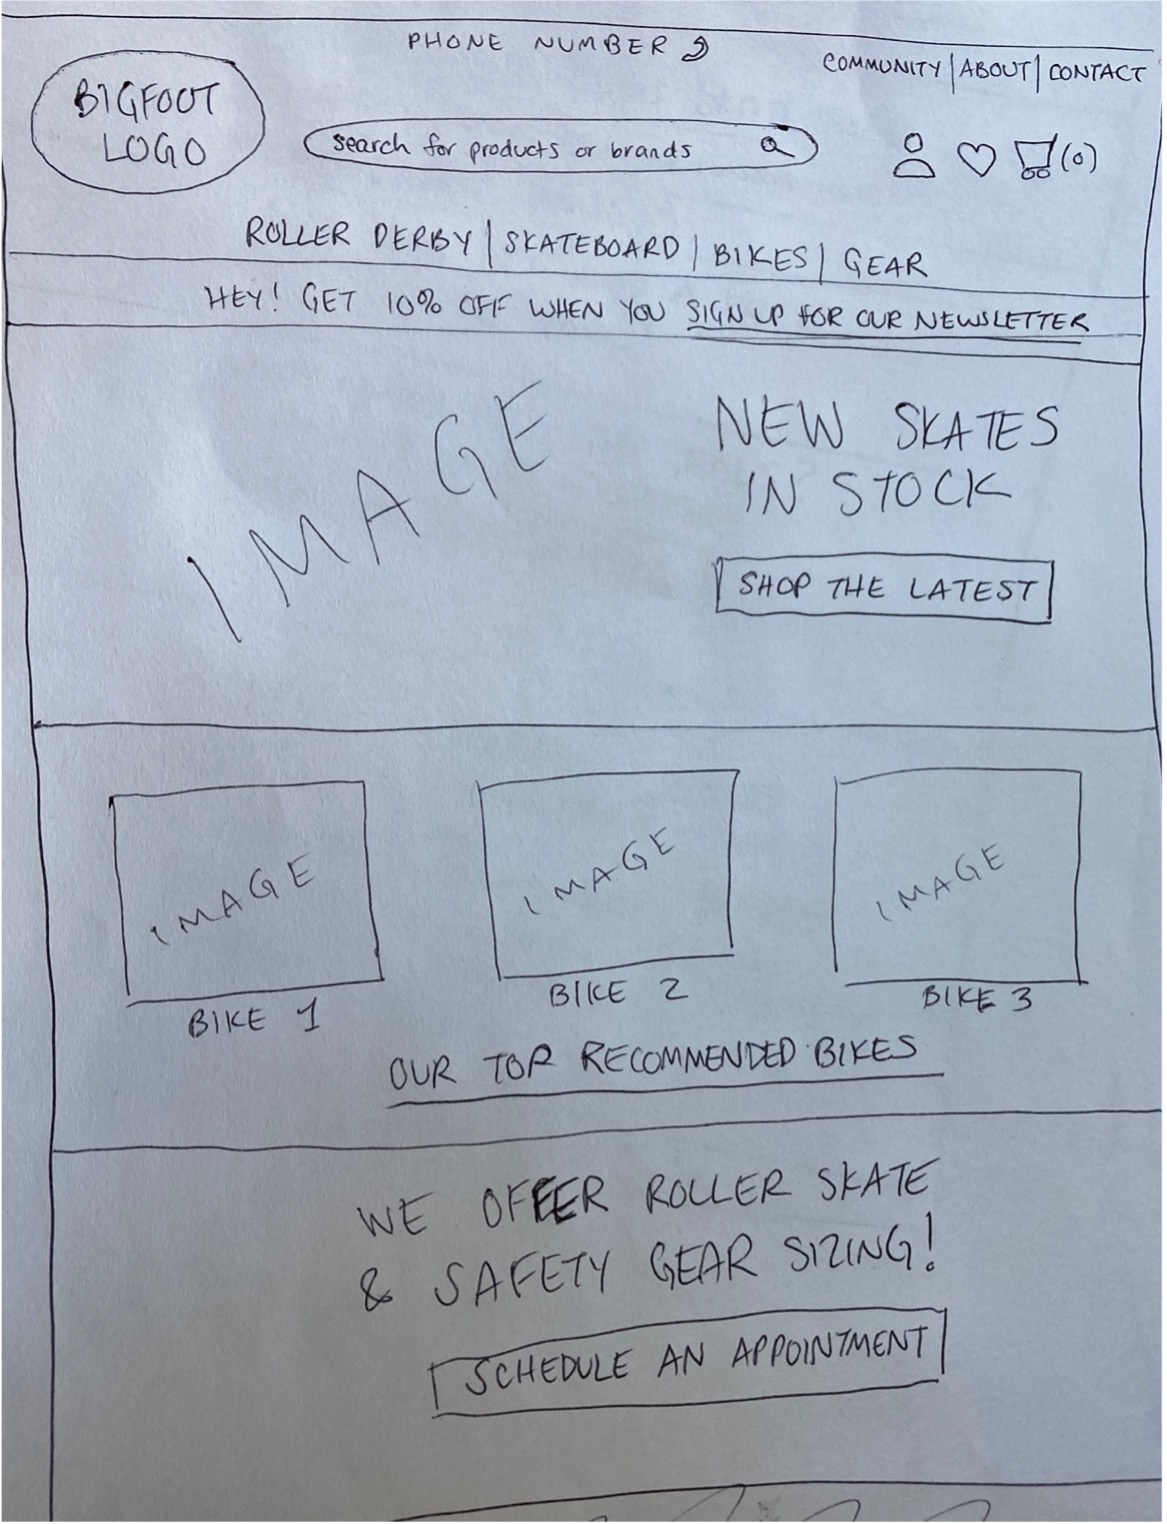 PHONE NUMBER
COMMUNITY | ABOUT | CONTACT
BIGFOOT
LOGO
search for products or brands
(0)
ROLLER DERBY | SKATEBOARD | BIKES | GEAR
HEY! GET 10% OFF WHEN YOU SIGN UP FOR OUR NEWSLETTER
IMAGE
NEW SKATES
IN STOCK
SHOP THE LATEST
IMAGE
IMAGE
IMAGE
BIKE 1
BIKE 2
BIKE 3
OUR TOP RECOMMENDED BIKES
WE OFFER ROLLER SKATE
& SAFETY GEAR SIZING!
SCHEDULE AN APPOINTMENT